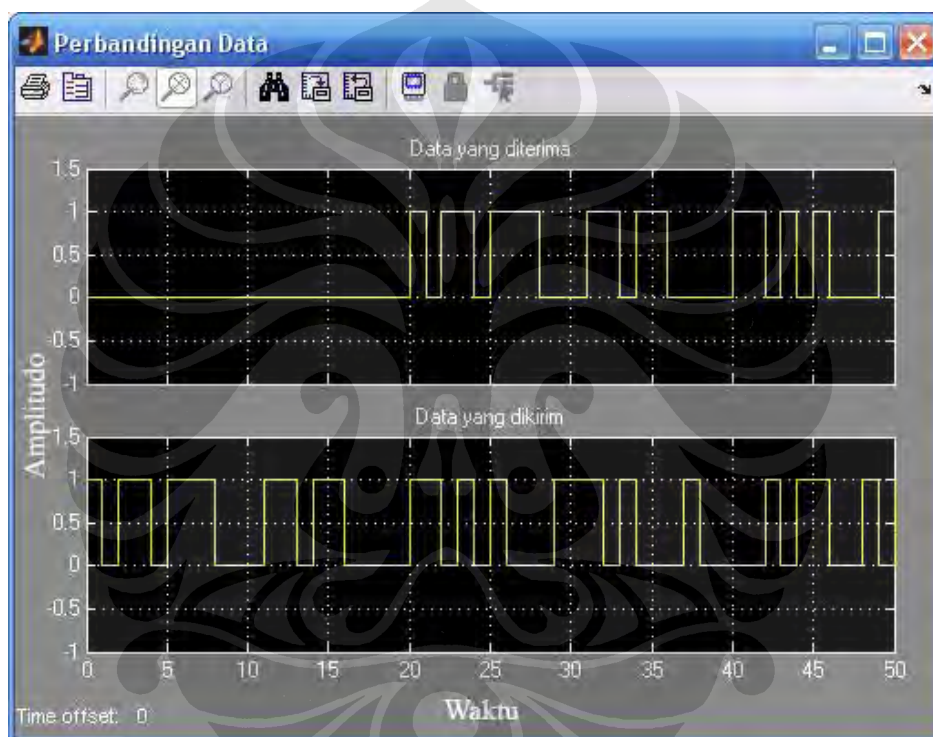 Perbandingan Data
Data yang diterima
1.5
1
0.5
0
-0.5
-1
Amplitudo
Data yang dikirim
1.5
1
0.5
0
-0.5
-1
0 5 10 15 20 25 30 35 40 45 50
Waktu
Time offset: 0